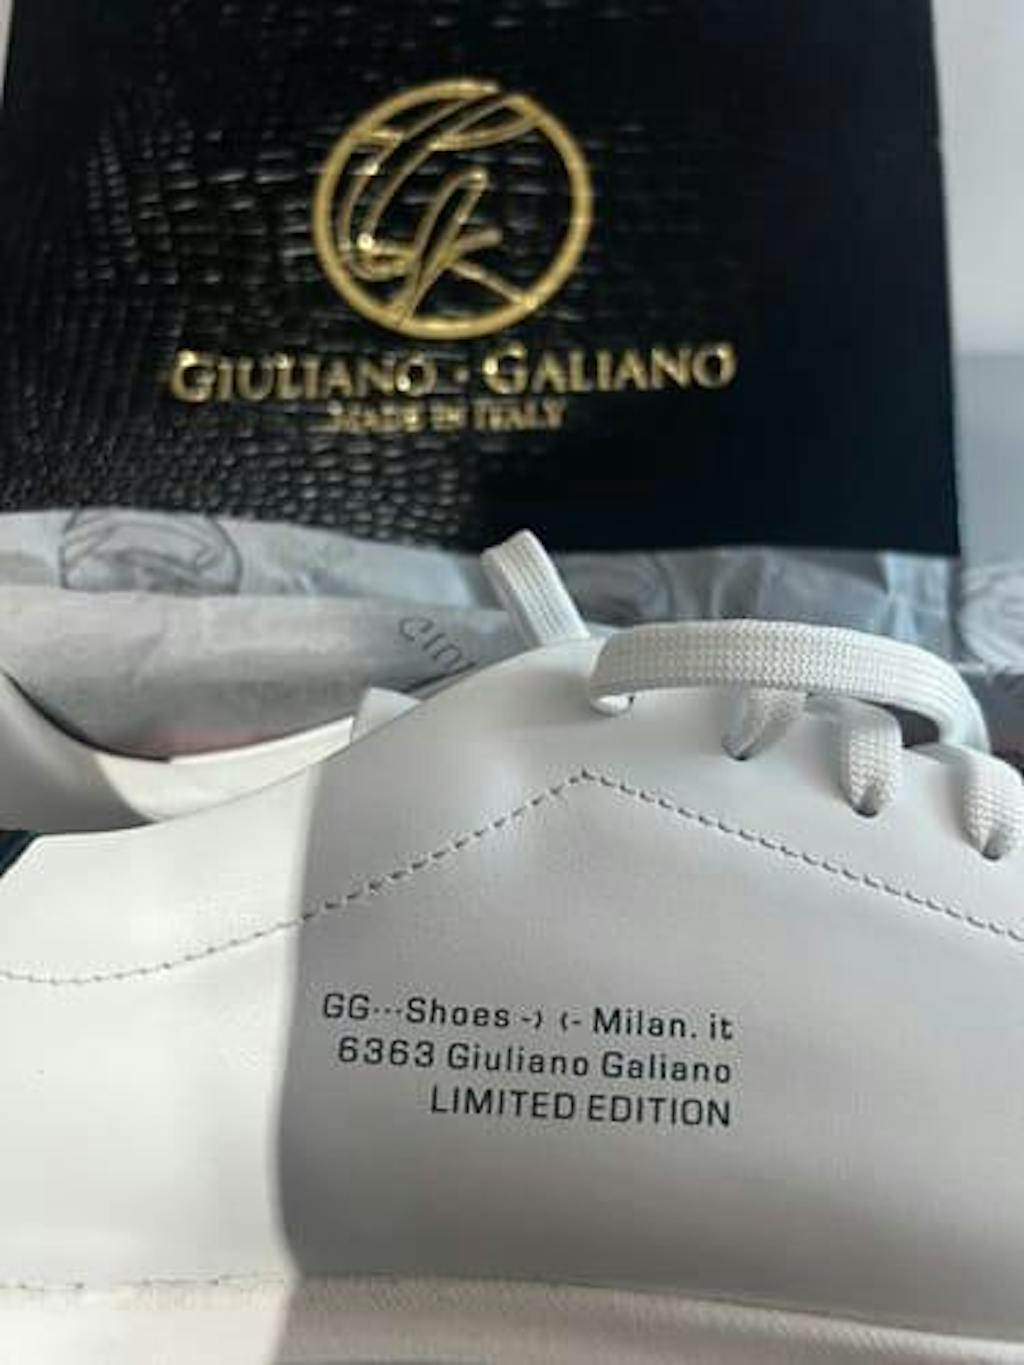 GIULIANO · GALIANO
MADE IN ITALY
GG···Shoes -) (- Milan. it
6363 Giuliano Galiano
LIMITED EDITION